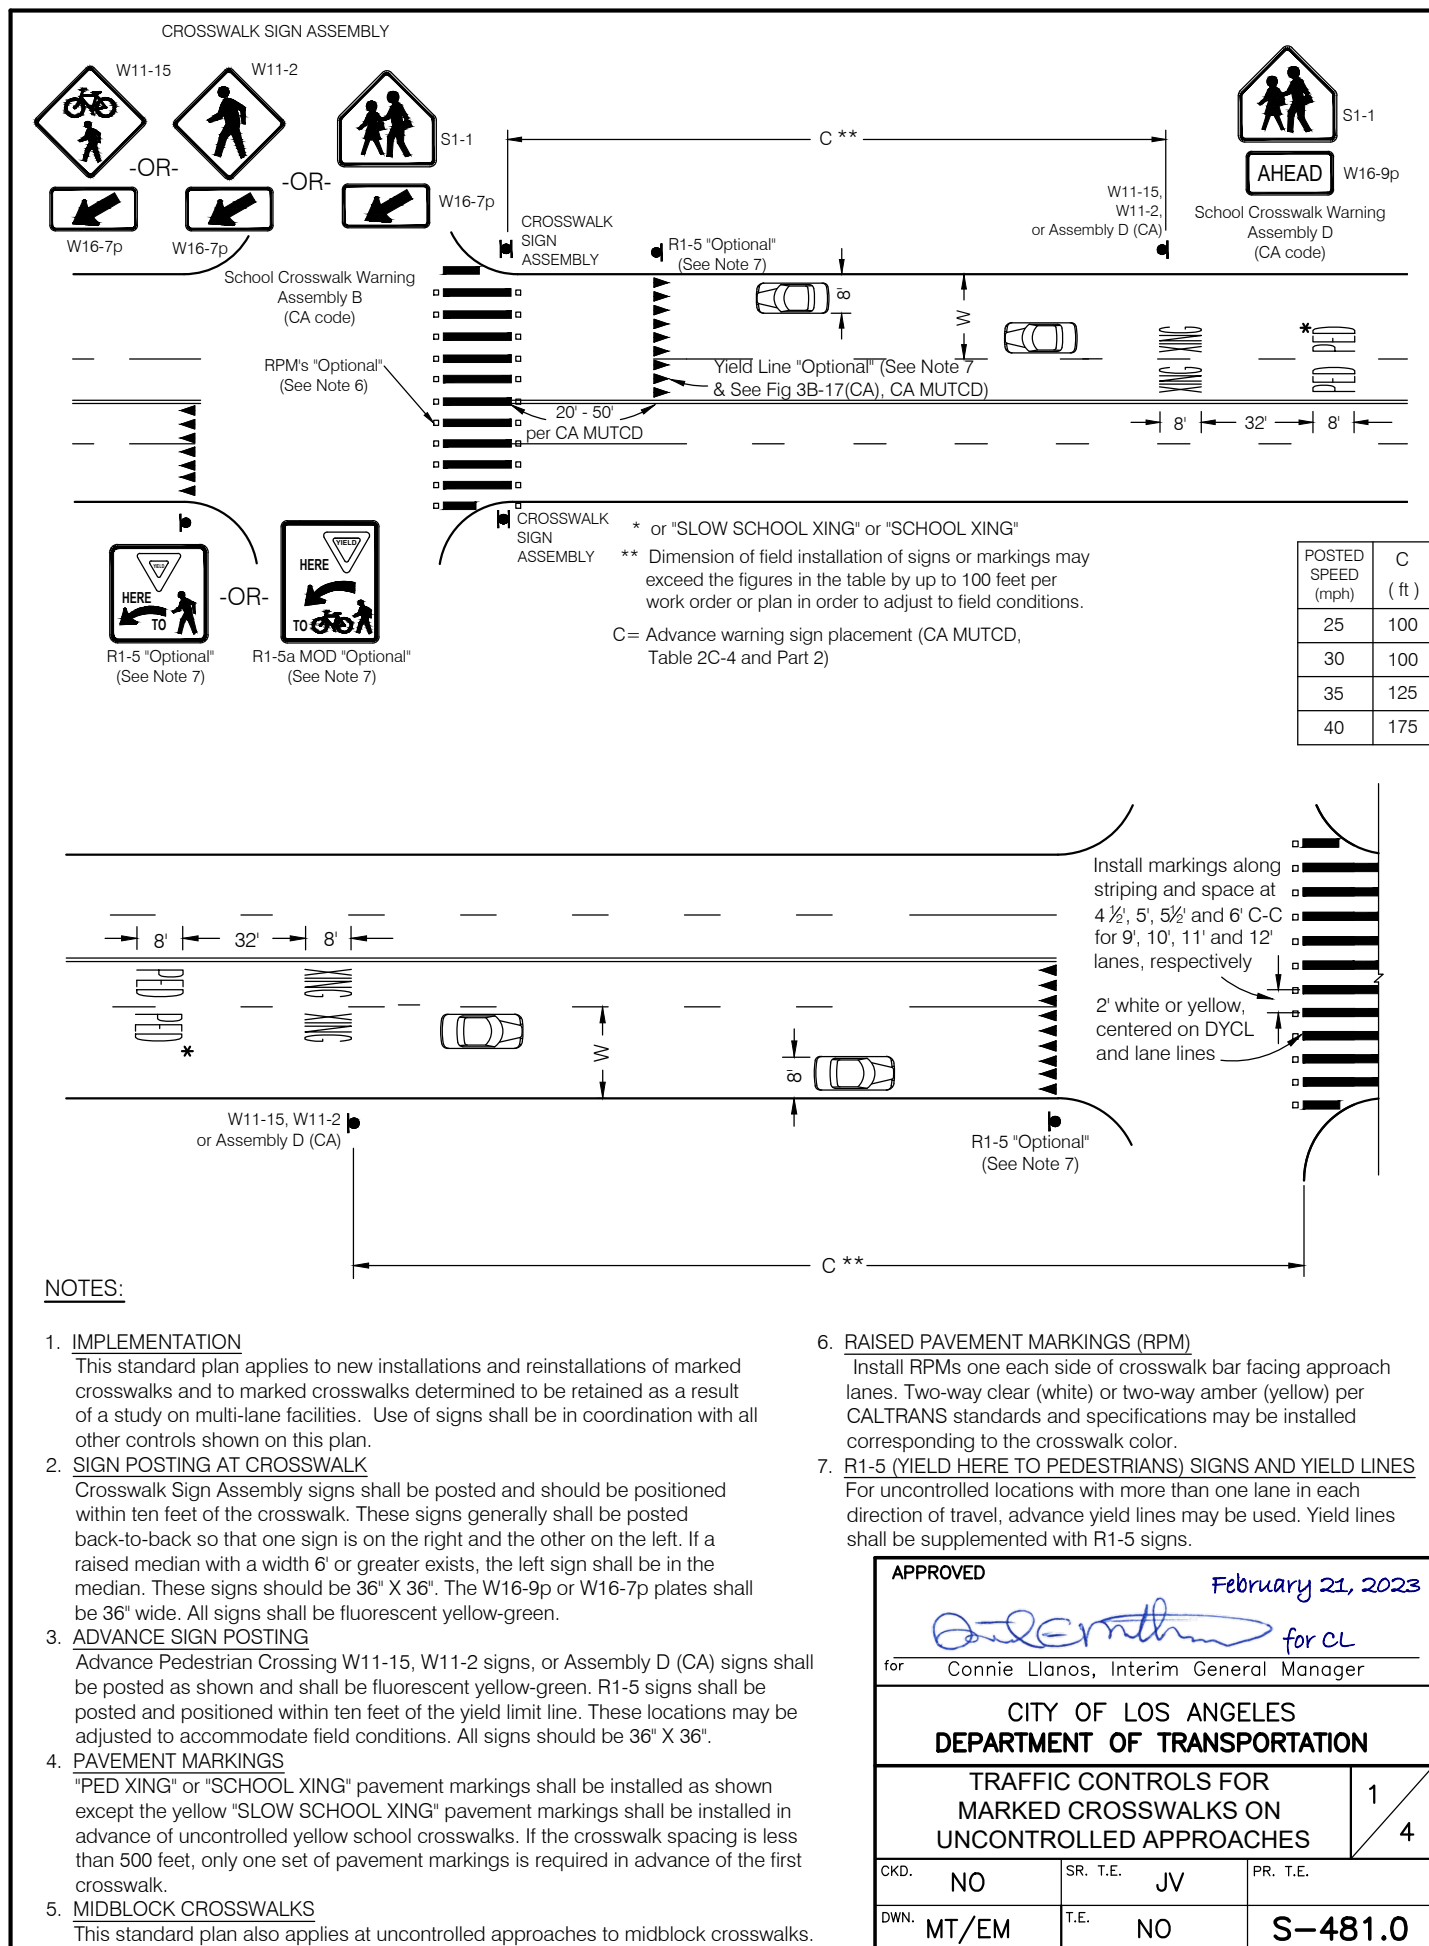 CROSSWALK SIGN ASSEMBLY
W11-15
W11-2
S1-1
-OR-
-OR-
W16-7p
W16-7p
W16-7p
S1-1
AHEAD
W16-9p
School Crosswalk Warning
Assembly D
(CA code)
C **
W11-15,
W11-2,
or Assembly D (CA)
CROSSWALK
SIGN
ASSEMBLY
R1-5 "Optional"
(See Note 7)
School Crosswalk Warning
Assembly B
(CA code)
8'
W
RPM's "Optional"
(See Note 6)
Yield Line "Optional" (See Note 7
& See Fig 3B-17(CA), CA MUTCD)
20' - 50'
per CA MUTCD
XING
XING
*
PED
PED
8'
32'
8'
CROSSWALK
SIGN
ASSEMBLY
YIELD
HERE
TO
-OR-
YIELD
HERE
TO
R1-5 "Optional"
(See Note 7)
R1-5a MOD "Optional"
(See Note 7)
* or "SLOW SCHOOL XING" or "SCHOOL XING"
** Dimension of field installation of signs or markings may
exceed the figures in the table by up to 100 feet per
work order or plan in order to adjust to field conditions.
C= Advance warning sign placement (CA MUTCD,
Table 2C-4 and Part 2)
POSTED SPEED (mph) C ( ft )
25 100
30 100
35 125
40 175
Install markings along
striping and space at
4 ½', 5', 5½' and 6' C-C
for 9', 10', 11' and 12'
lanes, respectively
2' white or yellow,
centered on DYCL
and lane lines
8'
32'
8'
PED
PED
*
XING
XING
W
8'
W11-15, W11-2
or Assembly D (CA)
R1-5 "Optional"
(See Note 7)
C **
NOTES:
1. IMPLEMENTATION
This standard plan applies to new installations and reinstallations of marked
crosswalks and to marked crosswalks determined to be retained as a result
of a study on multi-lane facilities. Use of signs shall be in coordination with all
other controls shown on this plan.
2. SIGN POSTING AT CROSSWALK
Crosswalk Sign Assembly signs shall be posted and should be positioned
within ten feet of the crosswalk. These signs generally shall be posted
back-to-back so that one sign is on the right and the other on the left. If a
raised median with a width 6' or greater exists, the left sign shall be in the
median. These signs should be 36" X 36". The W16-9p or W16-7p plates shall
be 36" wide. All signs shall be fluorescent yellow-green.
3. ADVANCE SIGN POSTING
Advance Pedestrian Crossing W11-15, W11-2 signs, or Assembly D (CA) signs shall
be posted as shown and shall be fluorescent yellow-green. R1-5 signs shall be
posted and positioned within ten feet of the yield limit line. These locations may be
adjusted to accommodate field conditions. All signs should be 36" X 36".
4. PAVEMENT MARKINGS
"PED XING" or "SCHOOL XING" pavement markings shall be installed as shown
except the yellow "SLOW SCHOOL XING" pavement markings shall be installed in
advance of uncontrolled yellow school crosswalks. If the crosswalk spacing is less
than 500 feet, only one set of pavement markings is required in advance of the first
crosswalk.
5. MIDBLOCK CROSSWALKS
This standard plan also applies at uncontrolled approaches to midblock crosswalks.
6. RAISED PAVEMENT MARKINGS (RPM)
Install RPMs one each side of crosswalk bar facing approach
lanes. Two-way clear (white) or two-way amber (yellow) per
CALTRANS standards and specifications may be installed
corresponding to the crosswalk color.
7. R1-5 (YIELD HERE TO PEDESTRIANS) SIGNS AND YIELD LINES
For uncontrolled locations with more than one lane in each
direction of travel, advance yield lines may be used. Yield lines
shall be supplemented with R1-5 signs.
APPROVED
February 21, 2023
for CL
for Connie Llanos, Interim General Manager
CITY OF LOS ANGELES
DEPARTMENT OF TRANSPORTATION
TRAFFIC CONTROLS FOR
MARKED CROSSWALKS ON
UNCONTROLLED APPROACHES
1/4
CKD. NO
SR. T.E. JV
PR. T.E.
DWN. MT/EM
T.E. NO
S-481.0